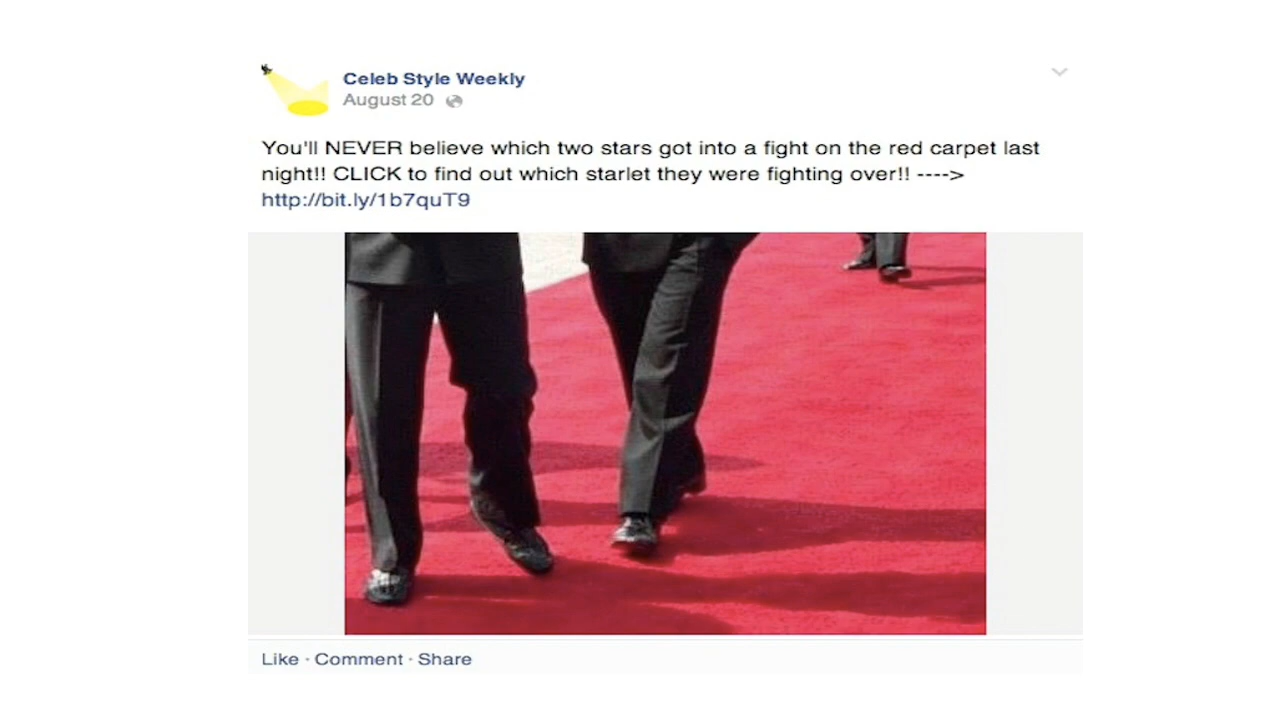 Celeb Style Weekly
August 20
You'll NEVER believe which two stars got into a fight on the red carpet last
night!! CLICK to find out which starlet they were fighting over!! ---->
http://bit.ly/1b7quT9
Like · Comment · Share